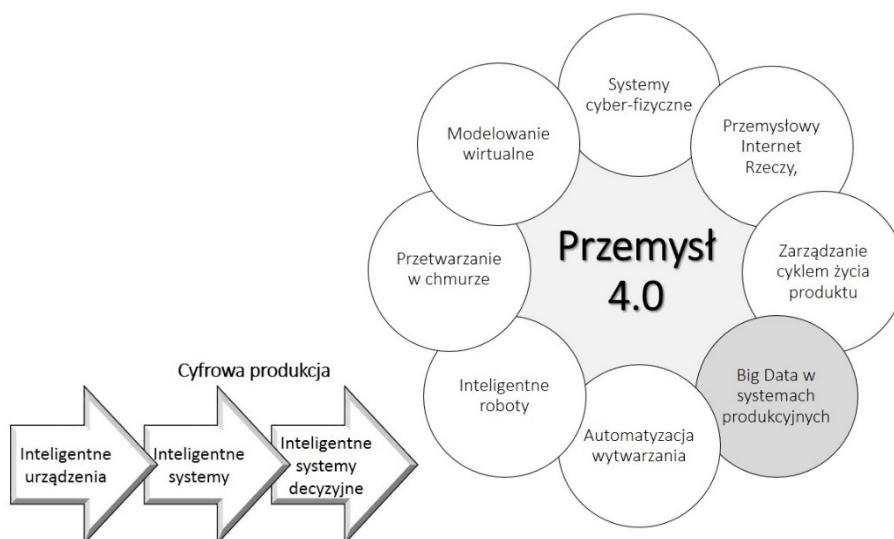 Systemy
cyber-fizyczne
Przemysłowy
Internet
Rzeczy,
Zarządzanie
cyklem życia
produktu
Big Data w
systemach
produkcyjnych
Automatyzacja
wytwarzania
Inteligentne
roboty
Przetwarzanie
w chmurze
Modelowanie
wirtualne
Przemysł
4.0
Cyfrowa produkcja
Inteligentne
urządzenia
Inteligentne
systemy
Inteligentne
systemy
decyzyjne